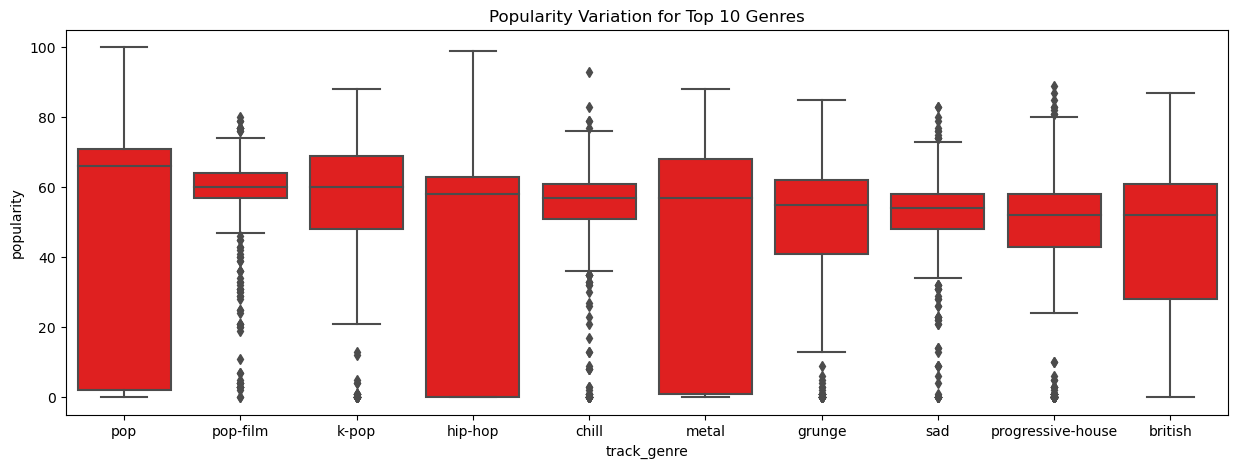 Popularity Variation for Top 10 Genres
popularity
100
80
60
40
20
0
pop pop-film k-pop hip-hop chill metal grunge sad progressive-house british
track_genre